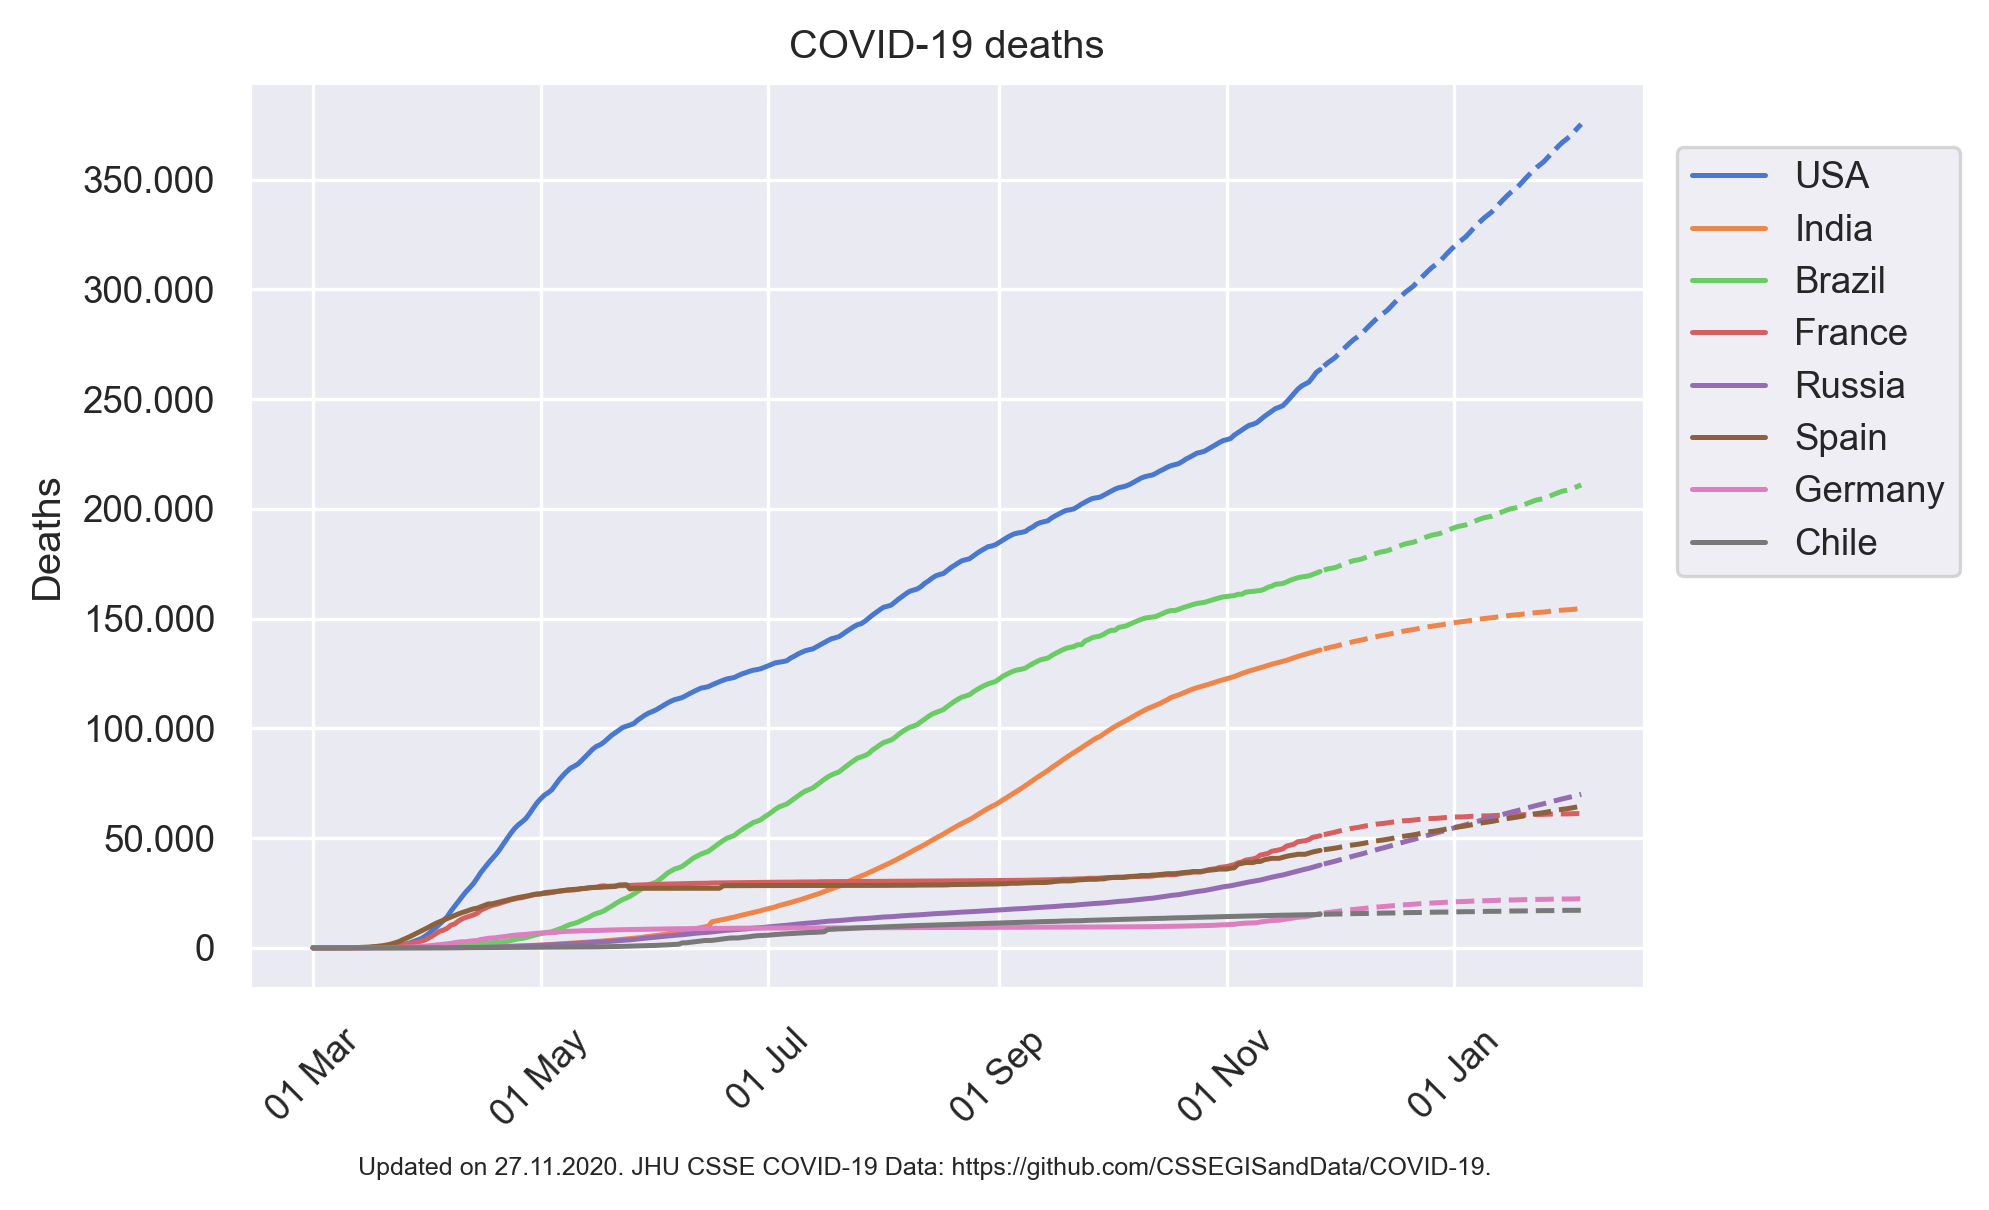 COVID-19 deaths
350.000
300.000
250.000
200.000
150.000
100.000
50.000
0
Deaths
01 Mar
01 May
01 Jul
01 Sep
01 Nov
01 Jan
USA
India
Brazil
France
Russia
Spain
Germany
Chile
Updated on 27.11.2020. JHU CSSE COVID-19 Data: https://github.com/CSSEGISandData/COVID-19.